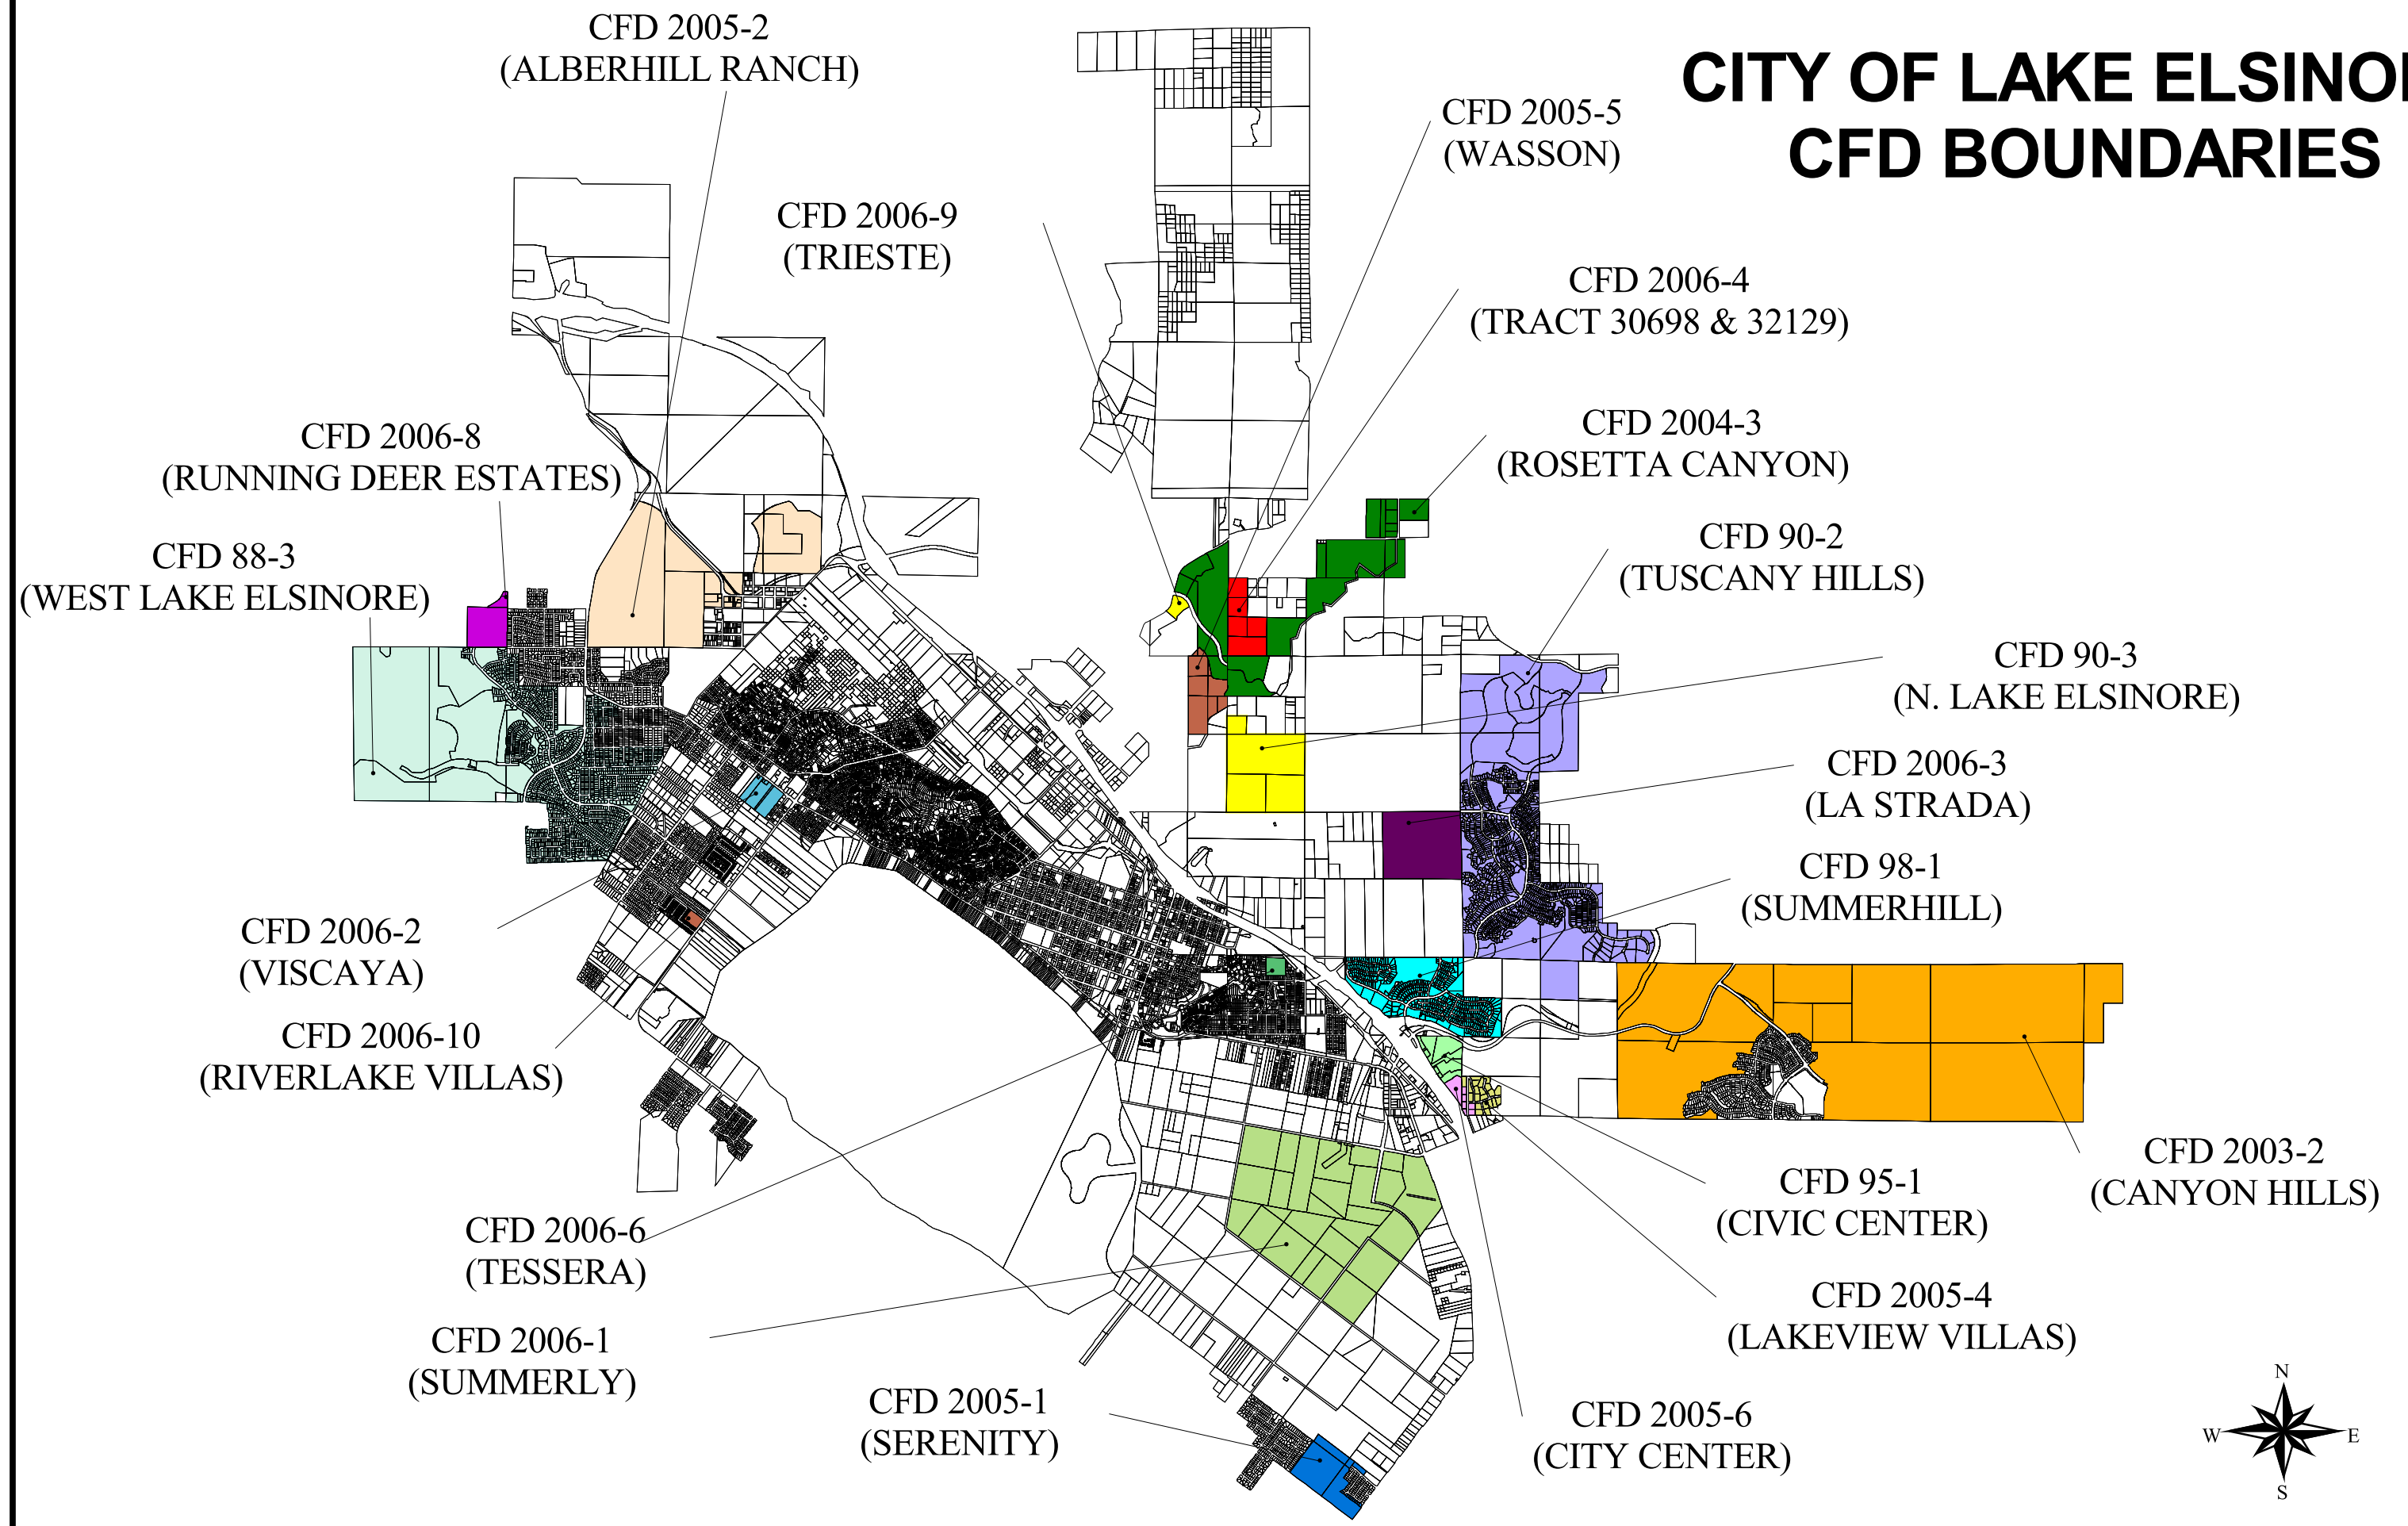 CITY OF LAKE ELSINO
CFD BOUNDARIES
CFD 2005-2
(ALBERHILL RANCH)
CFD 2005-5
(WASSON)
CFD 2006-9
(TRIESTE)
CFD 2006-4
(TRACT 30698 & 32129)
CFD 2006-8
(RUNNING DEER ESTATES)
CFD 2004-3
(ROSETTA CANYON)
CFD 88-3
(WEST LAKE ELSINORE)
CFD 90-2
(TUSCANY HILLS)
CFD 90-3
(N. LAKE ELSINORE)
CFD 2006-3
(LA STRADA)
CFD 98-1
(SUMMERHILL)
CFD 2006-2
(VISCAYA)
CFD 2006-10
(RIVERLAKE VILLAS)
CFD 2003-2
(CANYON HILLS)
CFD 95-1
(CIVIC CENTER)
CFD 2006-6
(TESSERA)
CFD 2005-4
(LAKEVIEW VILLAS)
CFD 2006-1
(SUMMERLY)
CFD 2005-1
(SERENITY)
CFD 2005-6
(CITY CENTER)
N
W
E
S